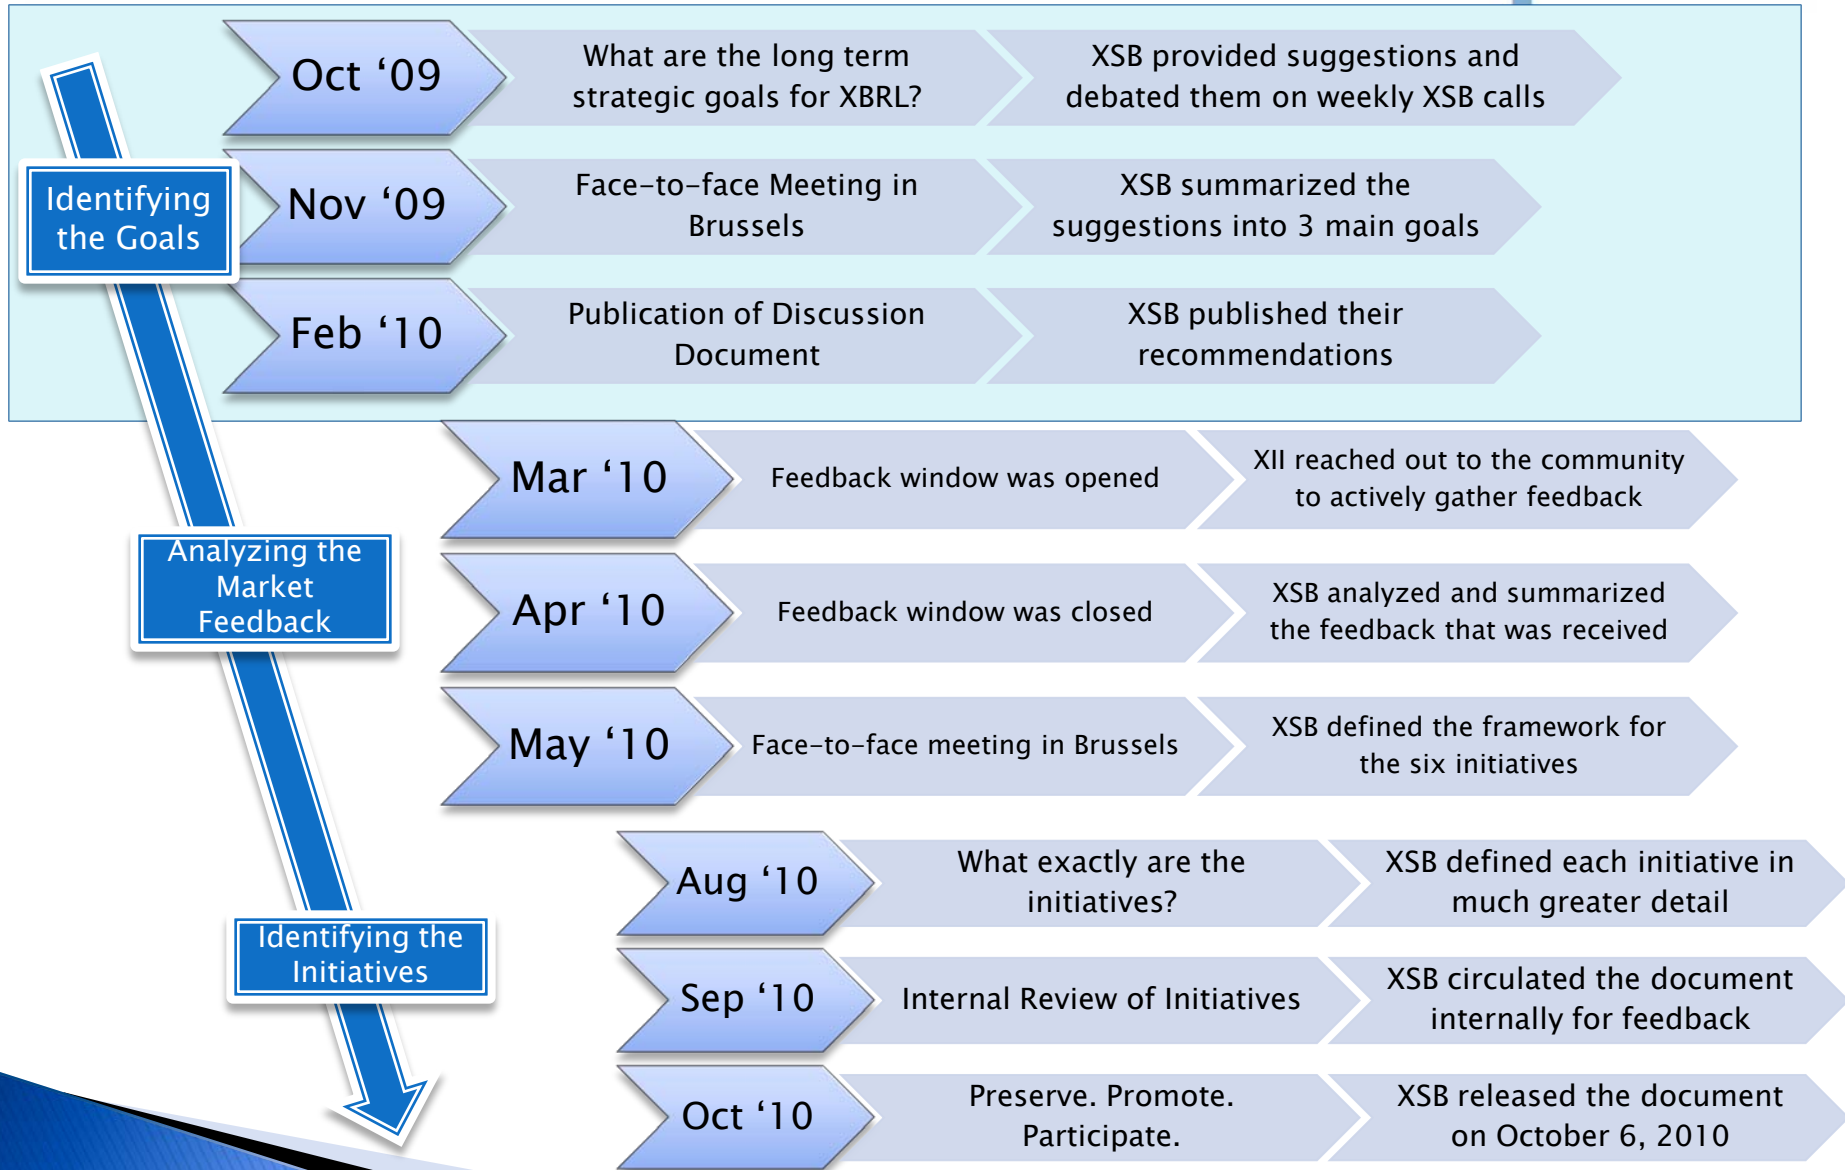 Identifying
the Goals
Oct ‘09
What are the long term
strategic goals for XBRL?
XSB provided suggestions and
debated them on weekly XSB calls
Nov ‘09
Face-to-face Meeting in
Brussels
XSB summarized the
suggestions into 3 main goals
Feb ‘10
Publication of Discussion
Document
XSB published their
recommendations
Analyzing the
Market
Feedback
Mar ‘10
Feedback window was opened
XII reached out to the community
to actively gather feedback
Apr ‘10
Feedback window was closed
XSB analyzed and summarized
the feedback that was received
May ‘10
Face-to-face meeting in Brussels
XSB defined the framework for
the six initiatives
Identifying the
Initiatives
Aug ‘10
What exactly are the
initiatives?
XSB defined each initiative in
much greater detail
Sep ‘10
Internal Review of Initiatives
XSB circulated the document
internally for feedback
Oct ‘10
Preserve. Promote.
Participate.
XSB released the document
on October 6, 2010